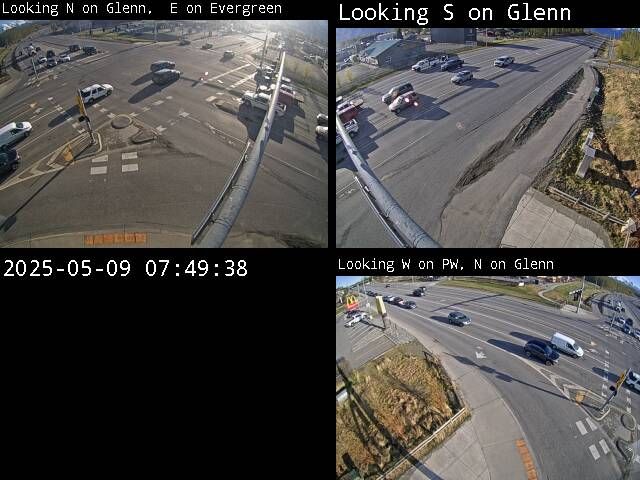 Looking N on Glenn,  E on Evergreen
Looking S on Glenn
2025-05-09 07:49:38
Looking W on PW, N on Glenn